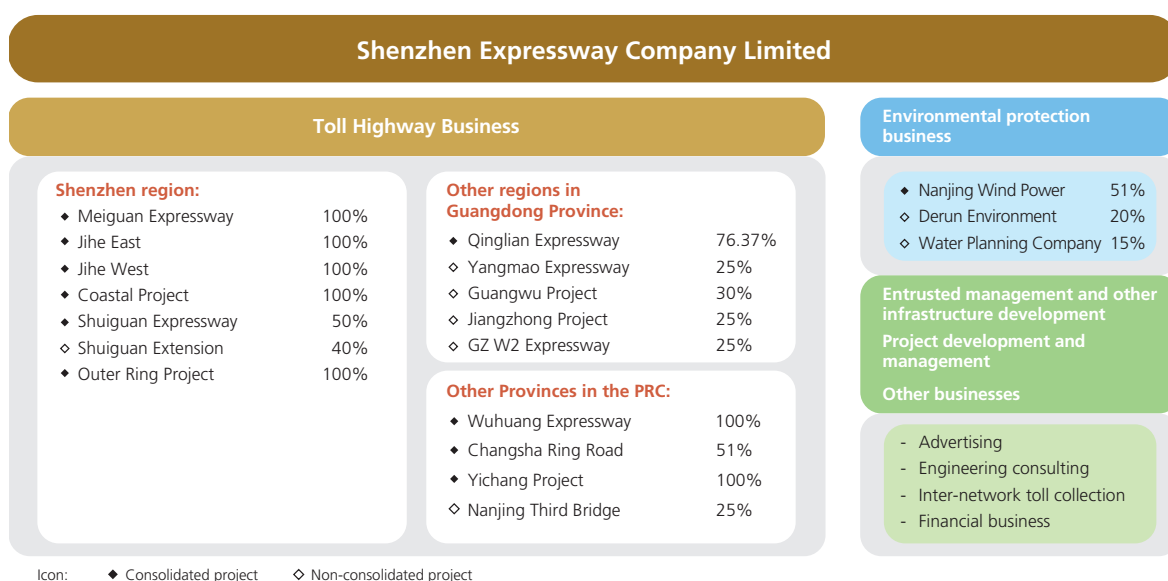 Shenzhen Expressway Company Limited
Toll Highway Business
Shenzhen region:
◆ Meiguan Expressway 100%
◆ Jihe East 100%
◆ Jihe West 100%
◆ Coastal Project 100%
◆ Shuiguan Expressway 50%
◇ Shuiguan Extension 40%
◆ Outer Ring Project 100%
Other regions in
Guangdong Province:
◆ Qinglian Expressway 76.37%
◇ Yangmao Expressway 25%
◇ Guangwu Project 30%
◇ Jiangzhong Project 25%
◇ GZ W2 Expressway 25%
Other Provinces in the PRC:
◆ Wuhuang Expressway 100%
◆ Changsha Ring Road 51%
◆ Yichang Project 100%
◇ Nanjing Third Bridge 25%
Environmental protection
business
◆ Nanjing Wind Power 51%
◇ Derun Environment 20%
◇ Water Planning Company 15%
Entrusted management and other
infrastructure development
Project development and
management
Other businesses
- Advertising
- Engineering consulting
- Inter-network toll collection
- Financial business
Icon: ◆ Consolidated project ◇ Non-consolidated project